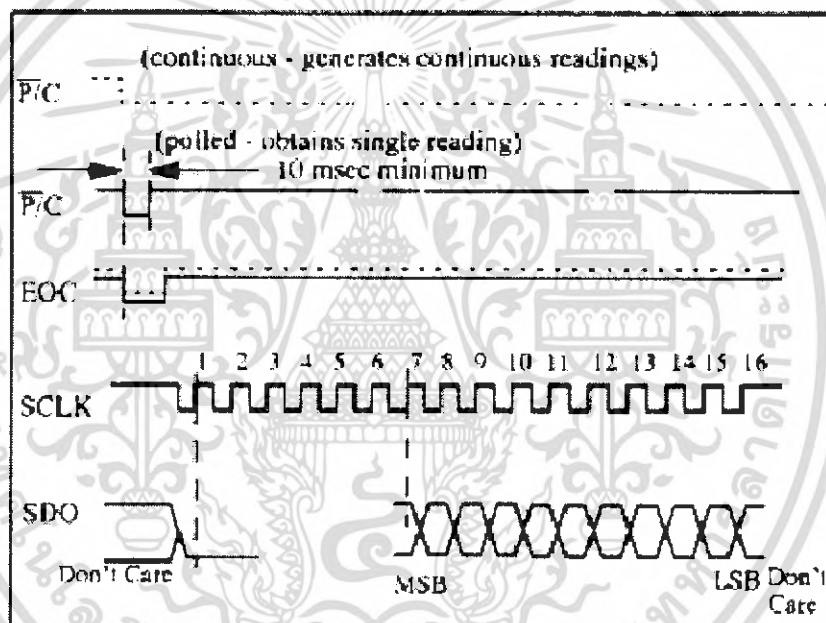 (continuous - generates continuous readings)
P̅/C
(polled - obtains single reading)
10 msec minimum
P̅/C
EOC
1 2 3 4 5 6 7 8 9 10 11 12 13 14 15 16
SCLK
SDO
Don't Care MSB LSB Don't
Care